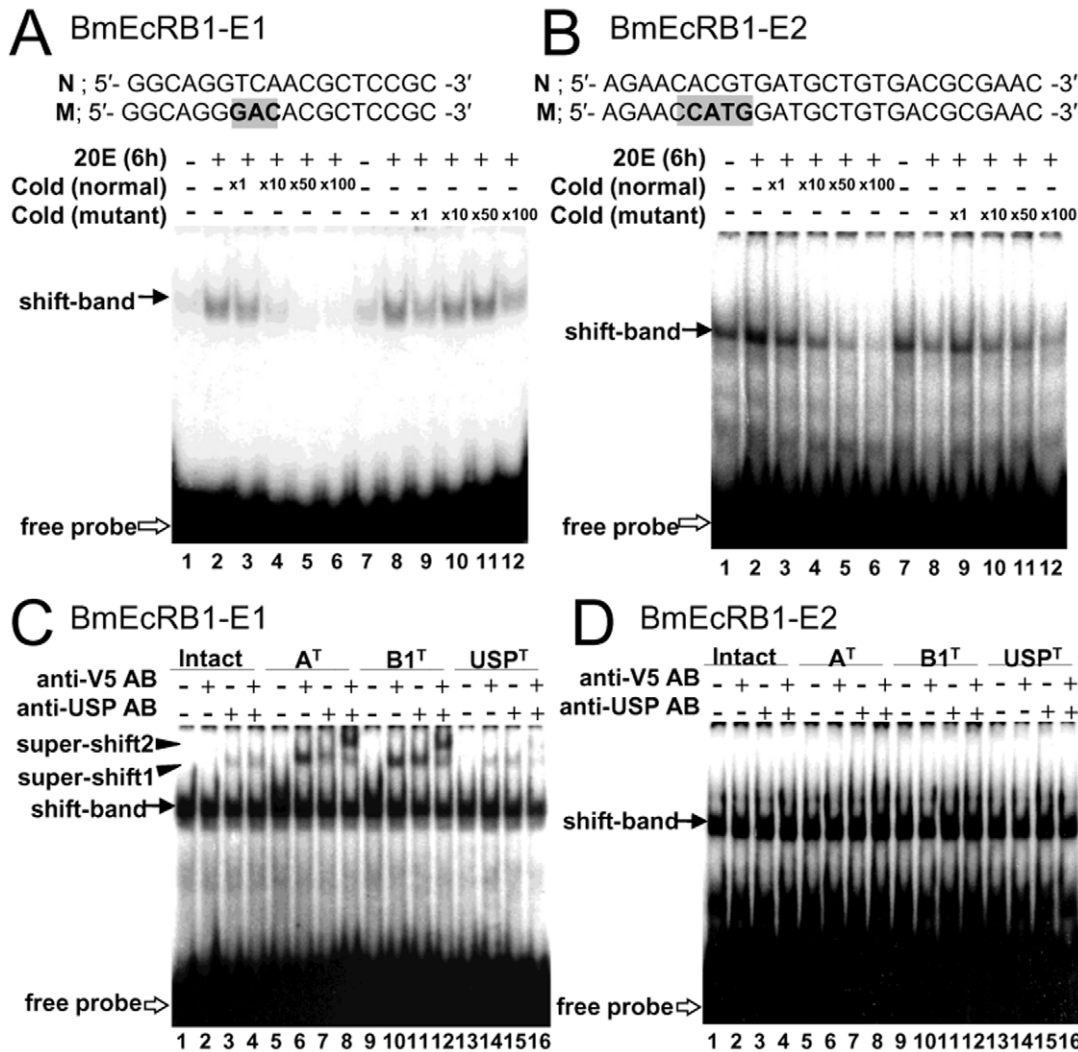 A BmEcRB1-E1
N ; 5′- GGCAGGTCAACGCTCCGC -3′
M; 5′- GGCAGGGACACGCTCCGC -3′
20E (6h) - + + + + + - + + + + +
Cold (normal) - - x1 x10 x50 x100 - - - - - -
Cold (mutant) - - - - - - - - x1 x10 x50 x100
shift-band
free probe
1 2 3 4 5 6 7 8 9 10 11 12
B BmEcRB1-E2
N ; 5′- AGAACACGTGATGCTGTGACGCGAAC -3′
M; 5′- AGAACCATGGATGCTGTGACGCGAAC -3′
20E (6h) - + + + + + - + + + + +
Cold (normal) - - x1 x10 x50 x100 - - - - - -
Cold (mutant) - - - - - - - - x1 x10 x50 x100
shift-band
free probe
1 2 3 4 5 6 7 8 9 10 11 12
C BmEcRB1-E1
Intact Aᵀ B1ᵀ USPᵀ
anti-V5 AB - + - + - + - + - + - + - + - +
anti-USP AB - - + + - - + + - - + + - - + +
super-shift2
super-shift1
shift-band
free probe
1 2 3 4 5 6 7 8 9 10 11 12 13 14 15 16
D BmEcRB1-E2
Intact Aᵀ B1ᵀ USPᵀ
anti-V5 AB - + - + - + - + - + - + - + - +
anti-USP AB - - + + - - + + - - + + - - + +
shift-band
free probe
1 2 3 4 5 6 7 8 9 10 11 12 13 14 15 16